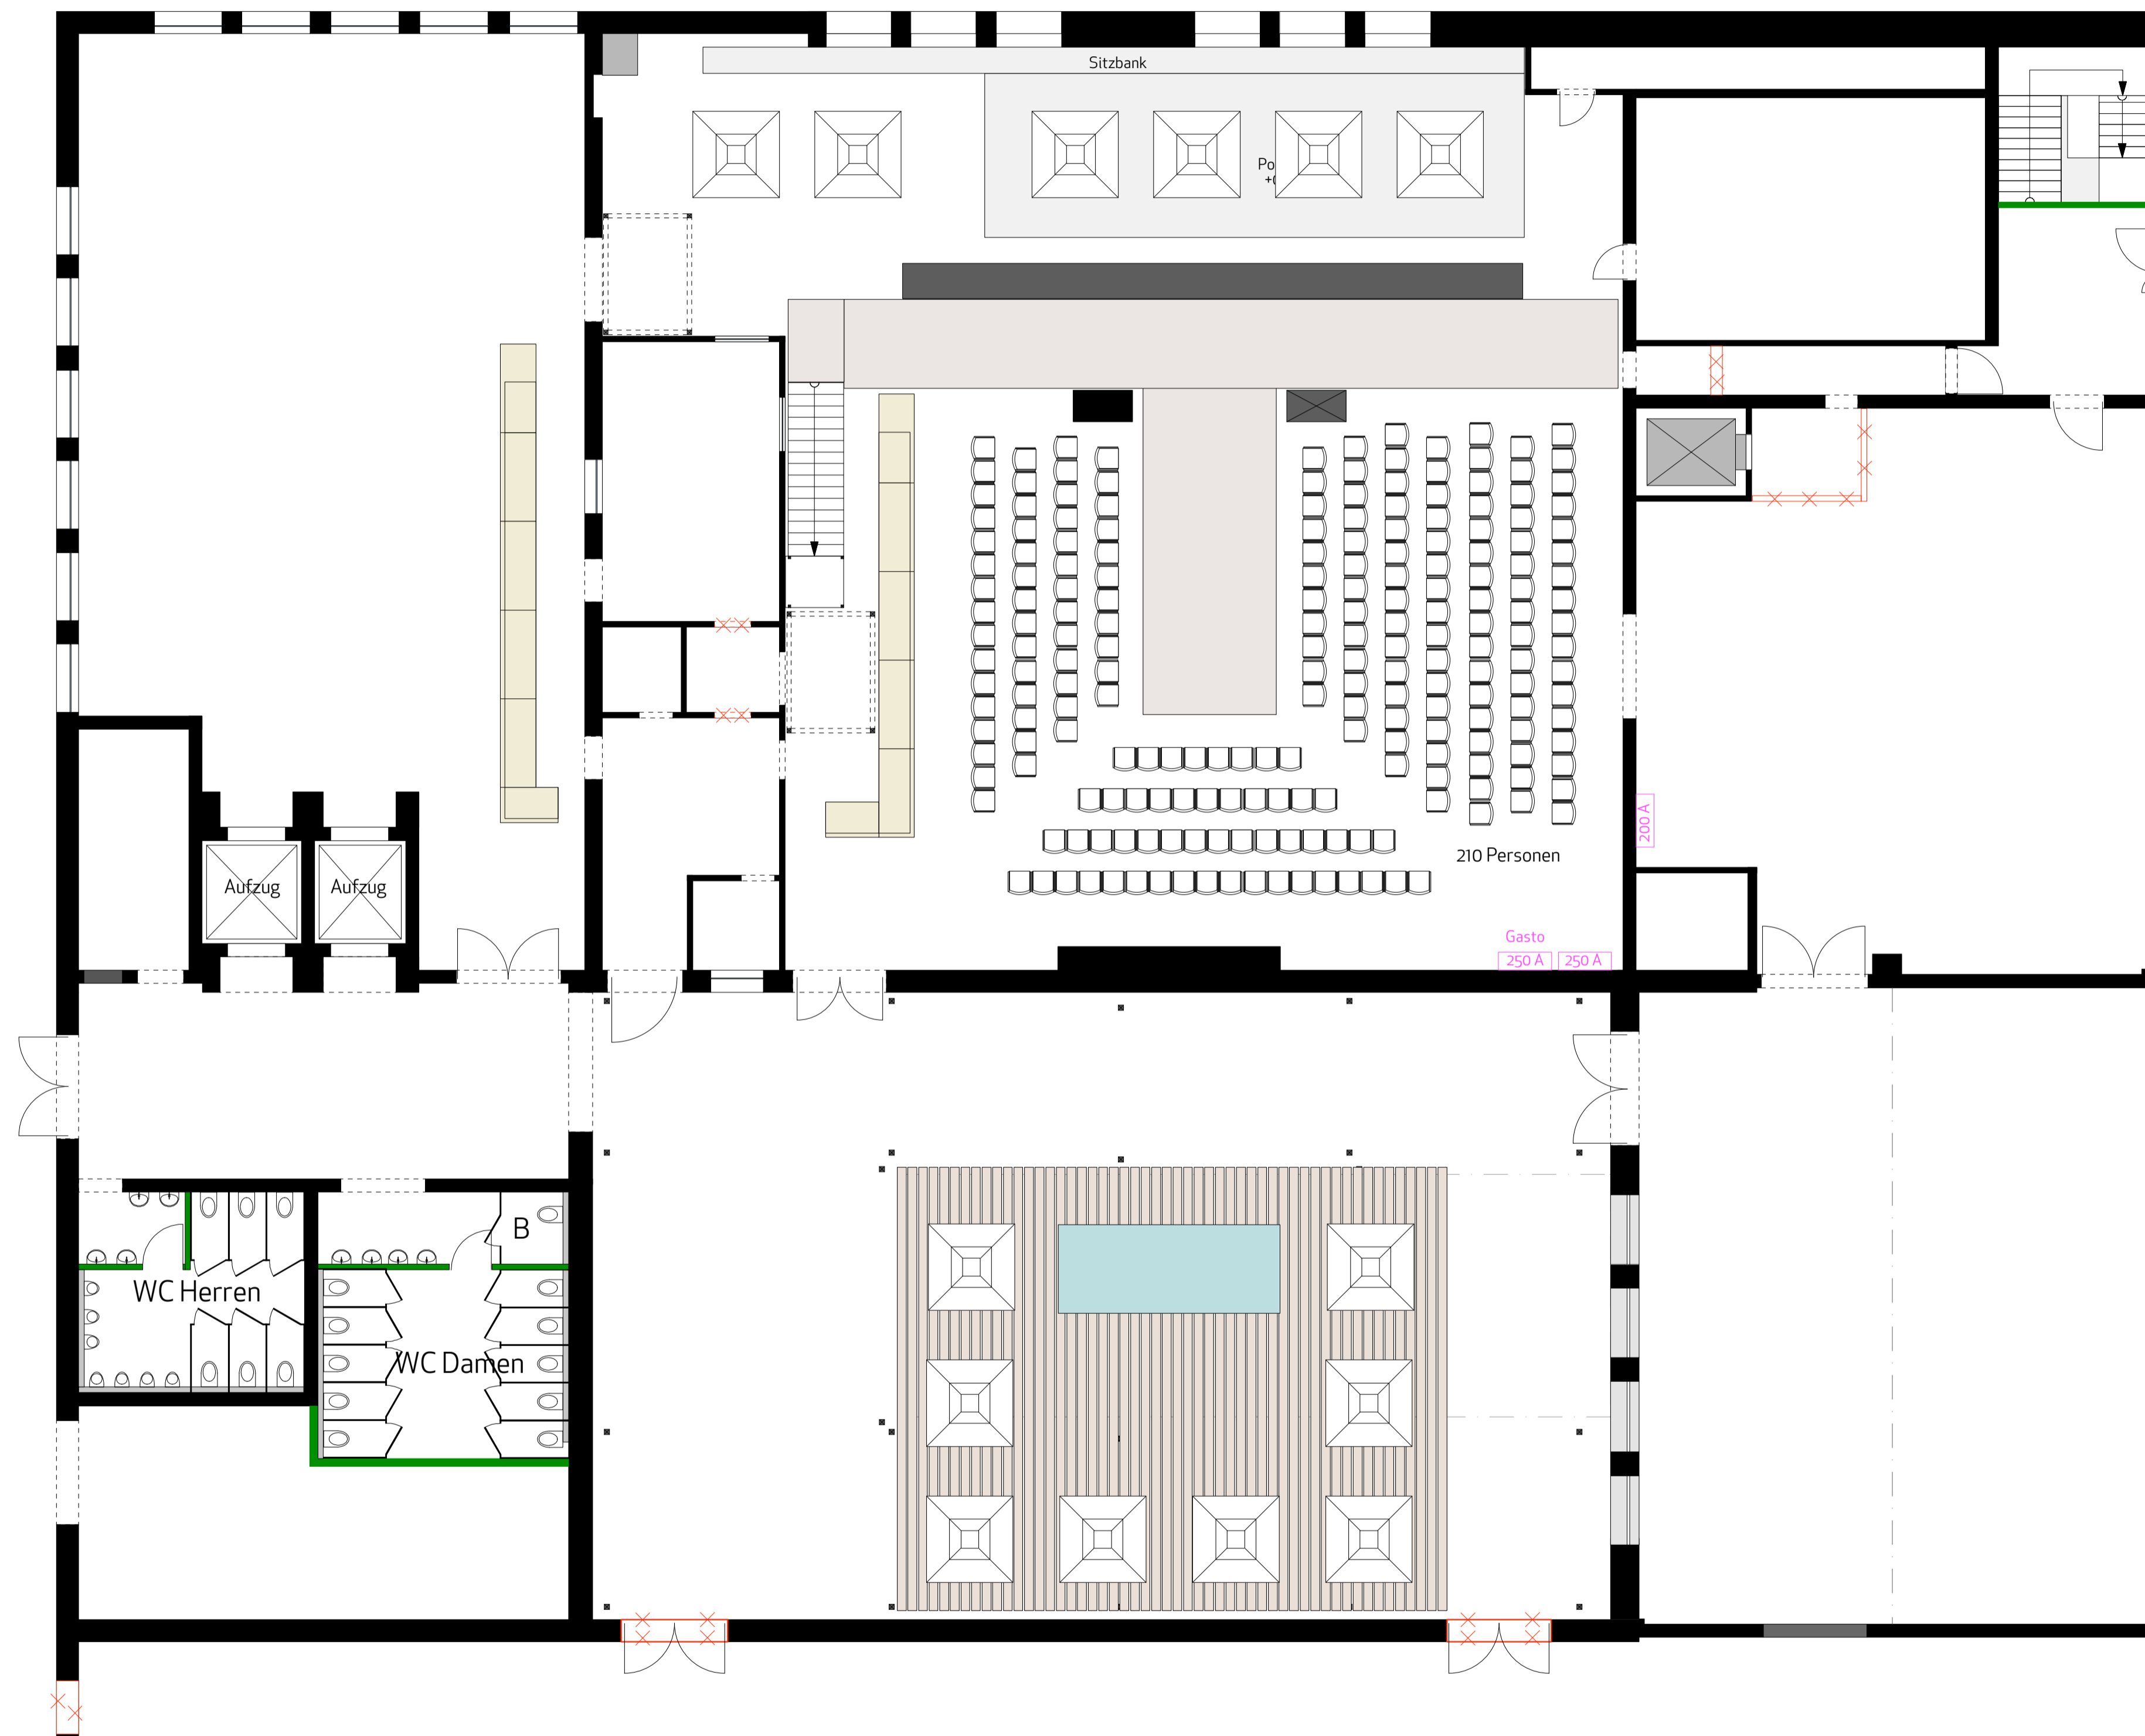 Sitzbank
200 A
210 Personen
Aufzug
Aufzug
Gasto
250 A
250 A
B
WC Herren
WC Damen